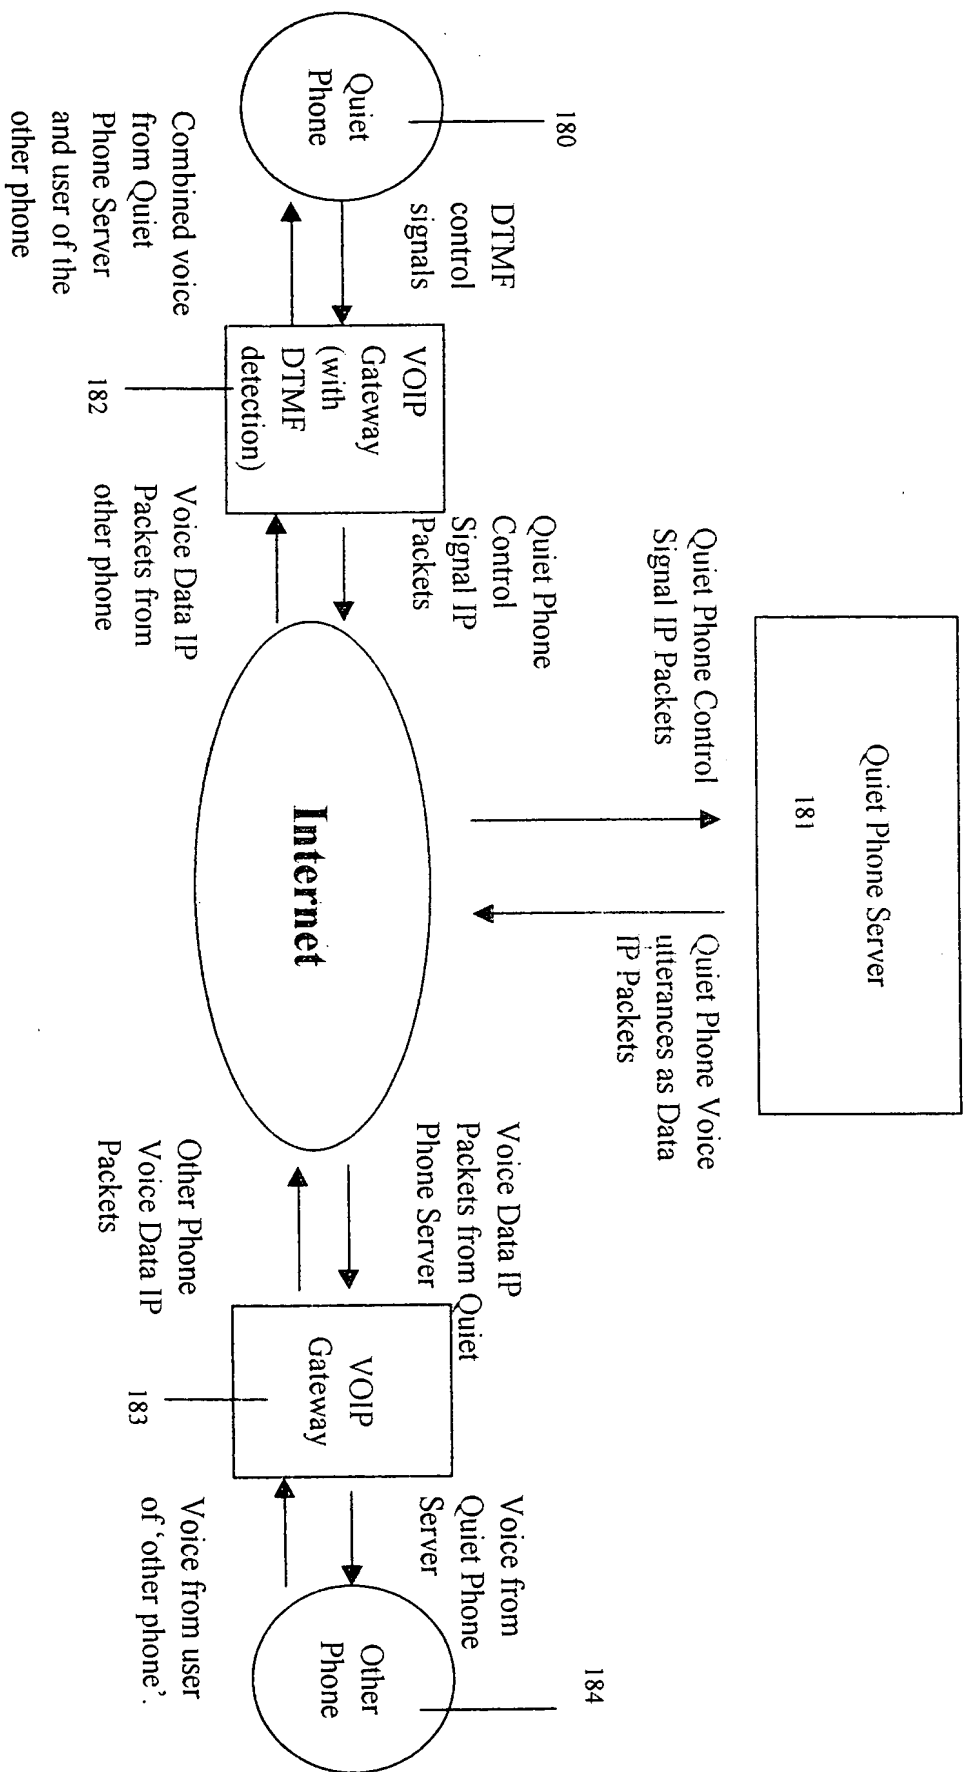 Quiet Phone Server
181
Quiet Phone Control
Signal IP Packets
Quiet Phone Voice
utterances as Data
IP Packets
180
Quiet
Phone
DTMF
control
signals
Combined voice
from Quiet
Phone Server
and user of the
other phone
VOIP
Gateway
(with
DTMF
detection)
182
Quiet Phone
Control
Signal IP
Packets
Voice Data IP
Packets from
other phone
Internet
Voice Data IP
Packets from Quiet
Phone Server
Other Phone
Voice Data IP
Packets
VOIP
Gateway
183
Voice from
Quiet Phone
Server
Voice from user
of ‘other phone’.
Other
Phone
184